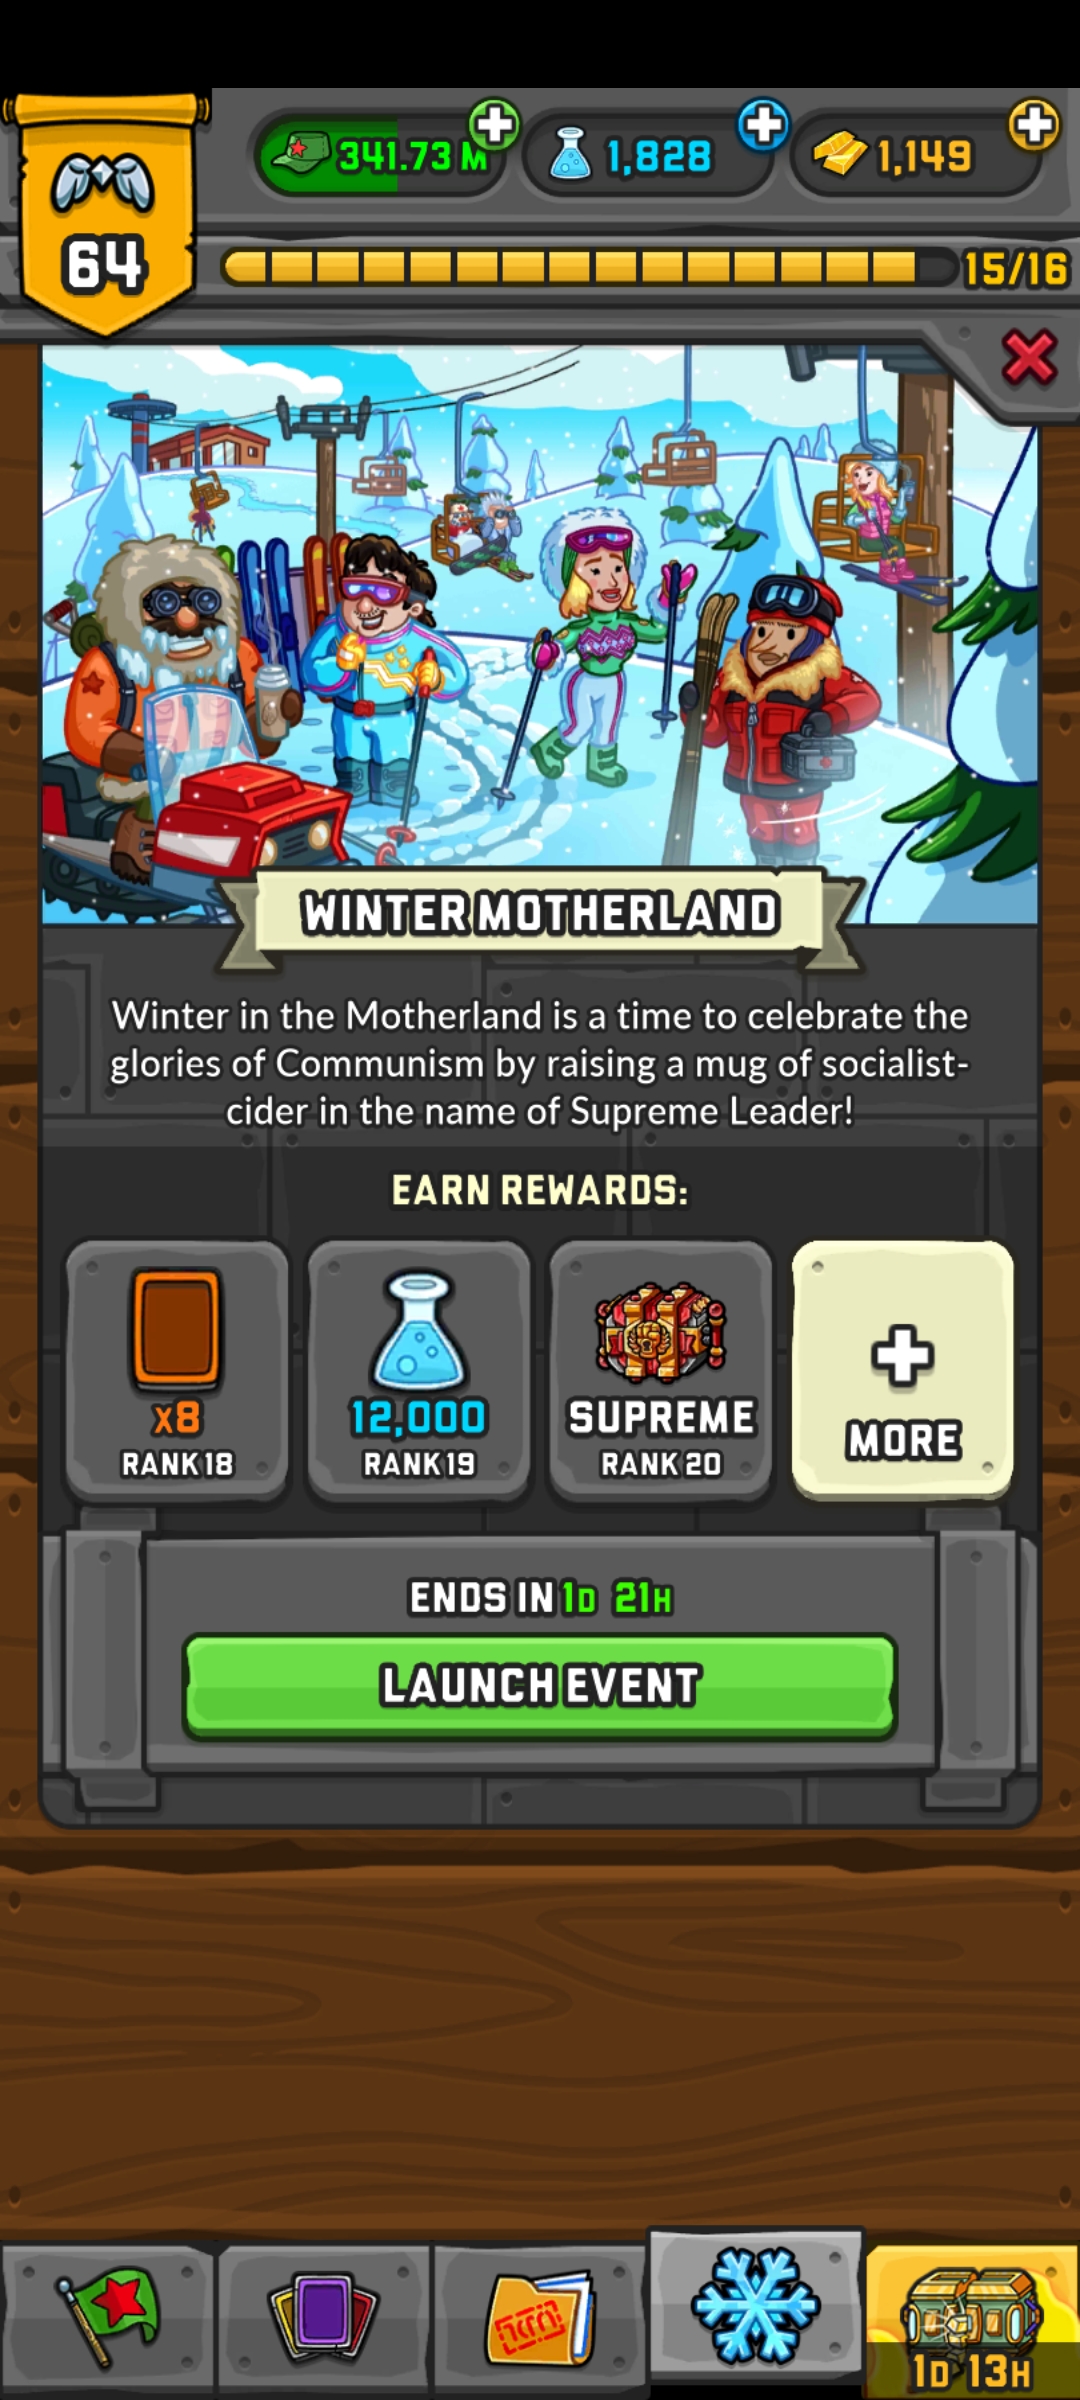 341.73 M
1,828
1,149
64
15/16
WINTER MOTHERLAND
Winter in the Motherland is a time to celebrate the
glories of Communism by raising a mug of socialist-
cider in the name of Supreme Leader!
EARN REWARDS:
x8
RANK 18
12,000
RANK 19
SUPREME
RANK 20
MORE
ENDS IN 1D 21H
LAUNCH EVENT
1D 13H